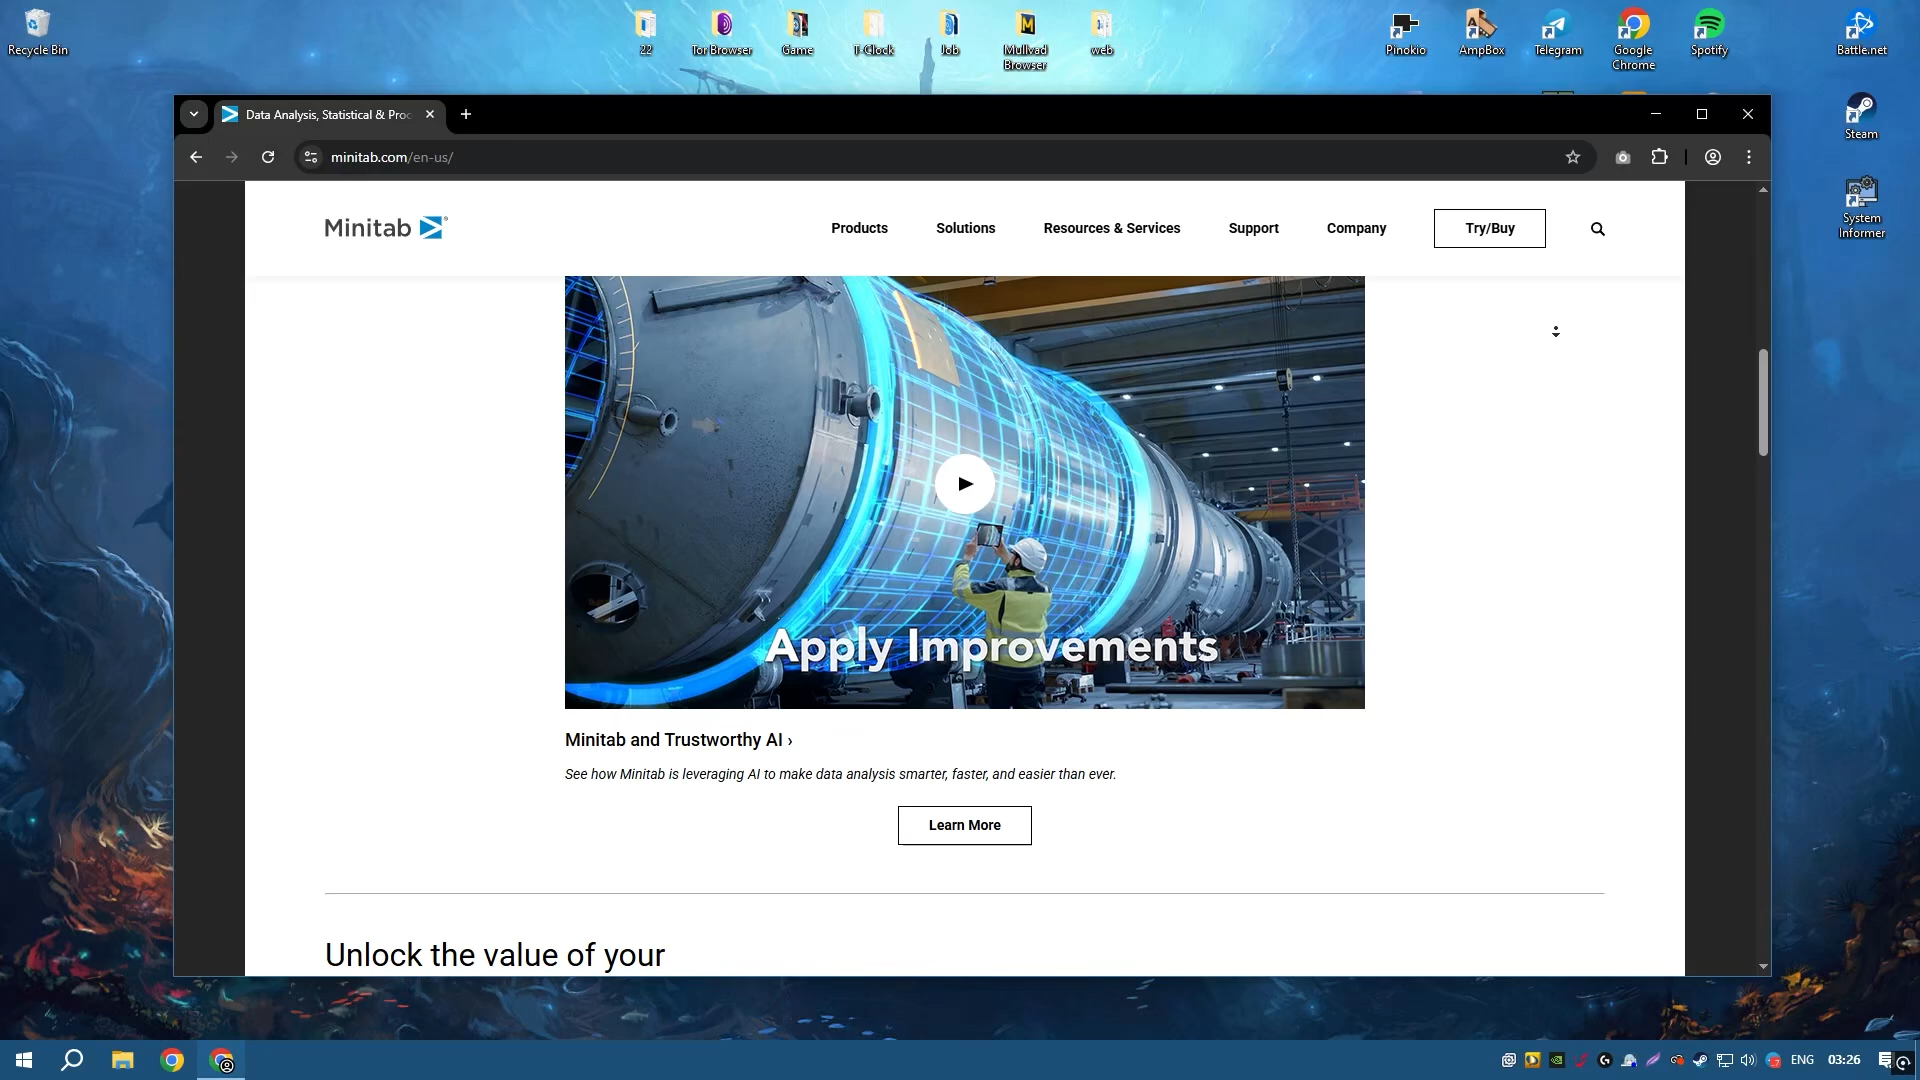 Recycle Bin
22
Tor Browser
Game
T-Clock
Job
Mullvad
Browser
web
Pinokio
AmpBox
Telegram
Google
Chrome
Spotify
Battle.net
Steam
System
Informer
Data Analysis, Statistical & Proc
minitab.com/en-us/
Minitab
Products
Solutions
Resources & Services
Support
Company
Try/Buy
Apply Improvements
Minitab and Trustworthy AI ›
See how Minitab is leveraging AI to make data analysis smarter, faster, and easier than ever.
Learn More
Unlock the value of your
ENG
03:26